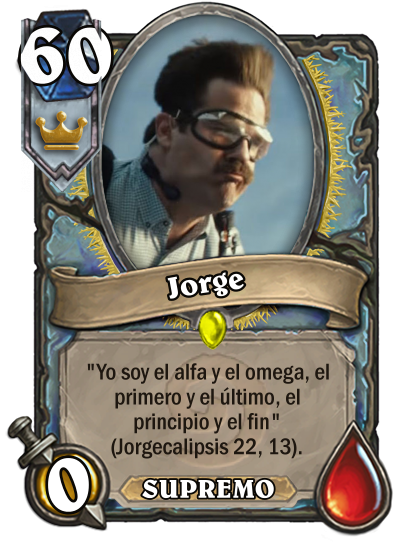 60
Jorge
"Yo soy el alfa y el omega, el
primero y el último, el
principio y el fin"
(Jorgecalipsis 22, 13).
0
SUPREMO